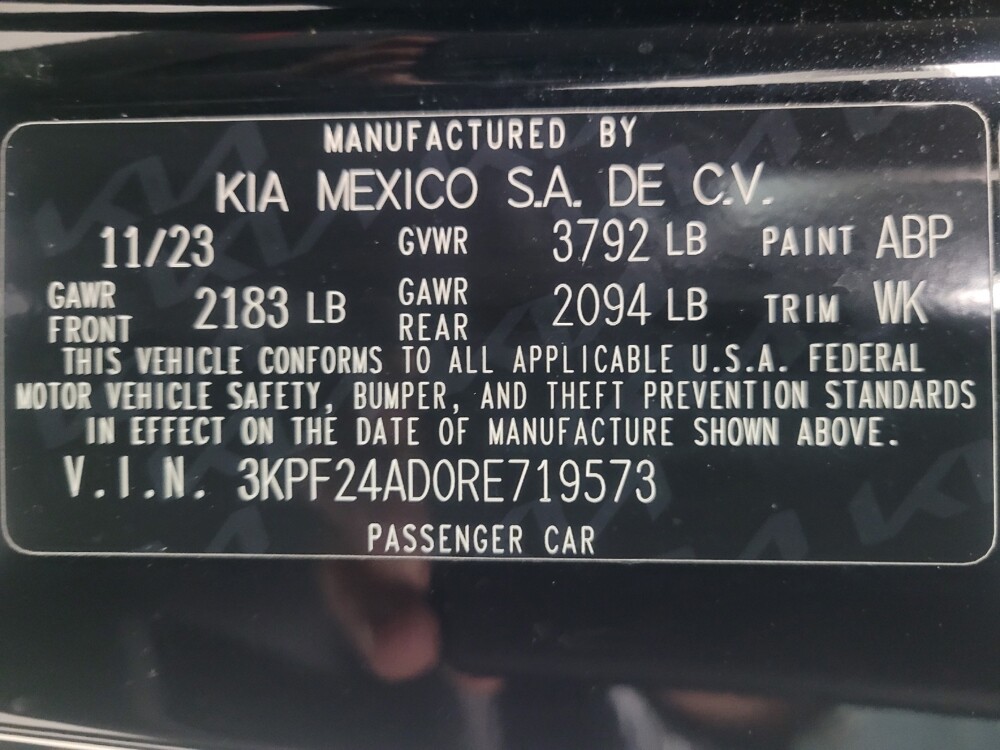 MANUFACTURED BY
KIA MEXICO S.A. DE C.V.
11/23 GVWR 3792 LB PAINT ABP
GAWR FRONT 2183 LB GAWR REAR 2094 LB TRIM WK
THIS VEHICLE CONFORMS TO ALL APPLICABLE U.S.A. FEDERAL
MOTOR VEHICLE SAFETY, BUMPER, AND THEFT PREVENTION STANDARDS
IN EFFECT ON THE DATE OF MANUFACTURE SHOWN ABOVE.
V.I.N. 3KPF24AD0RE719573
PASSENGER CAR